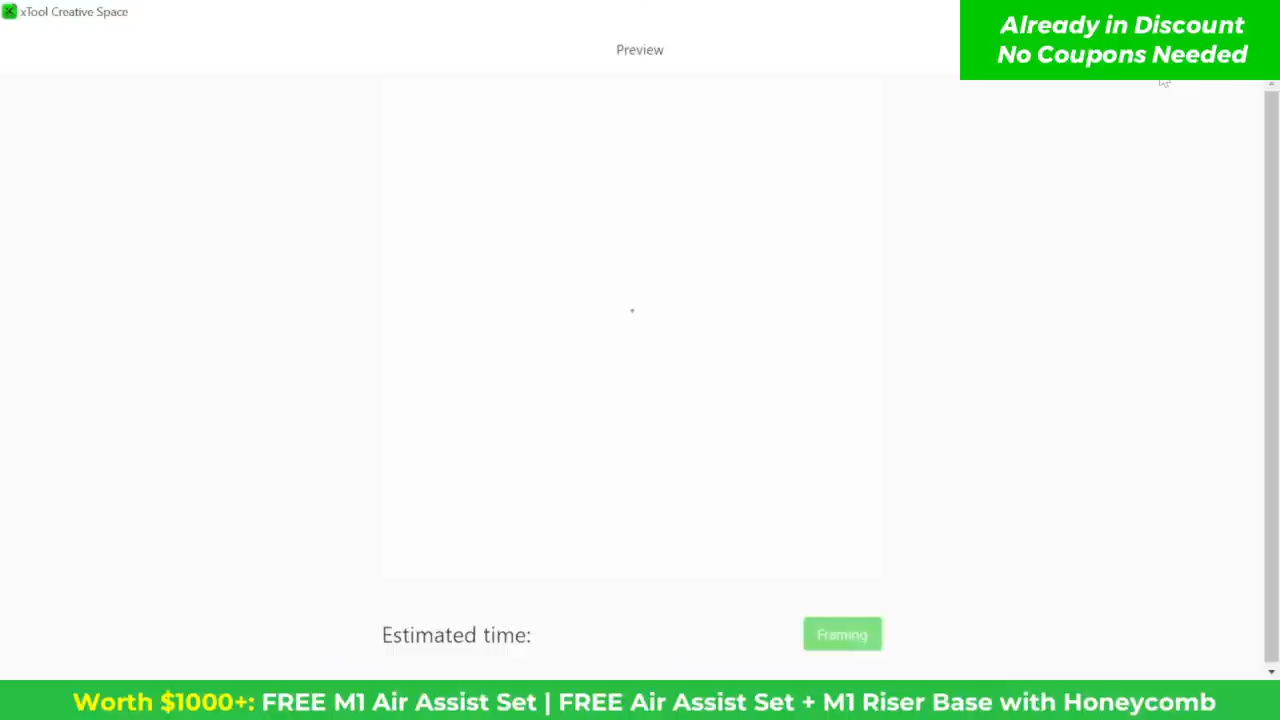 xTool Creative Space
Already in Discount
No Coupons Needed
Preview
Estimated time:
Framing
Worth $1000+: FREE M1 Air Assist Set | FREE Air Assist Set + M1 Riser Base with Honeycomb